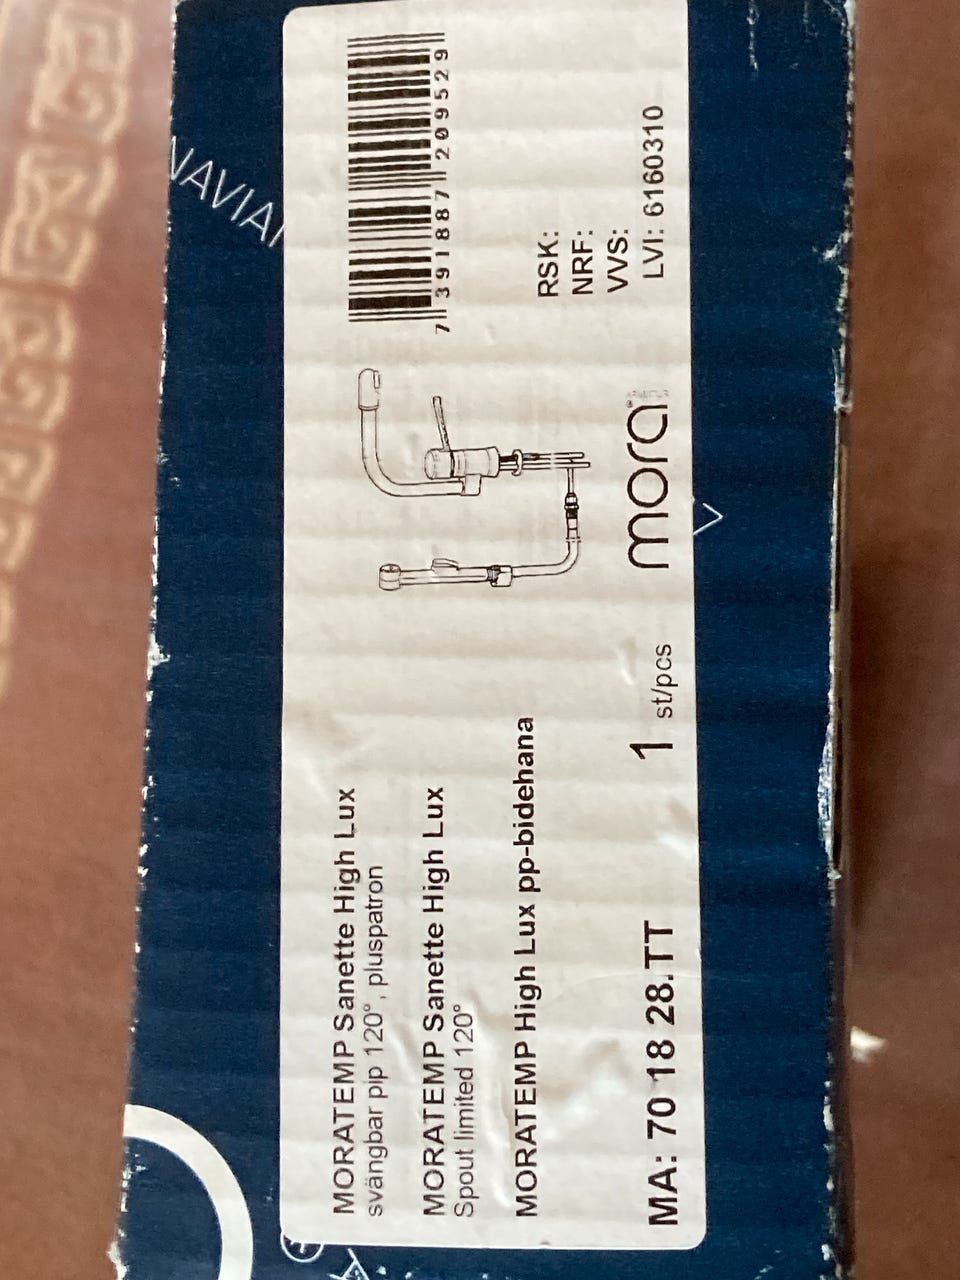 MORATEMP Sanette High Lux
svängbar pip 120°, pluspatron
MORATEMP Sanette High Lux
Spout limited 120°
MORATEMP High Lux pp-bidehana
MA: 70 18 28.TT
1 st/pcs
mora
7 391887 209529
RSK:
NRF:
VVS:
LVI: 6160310